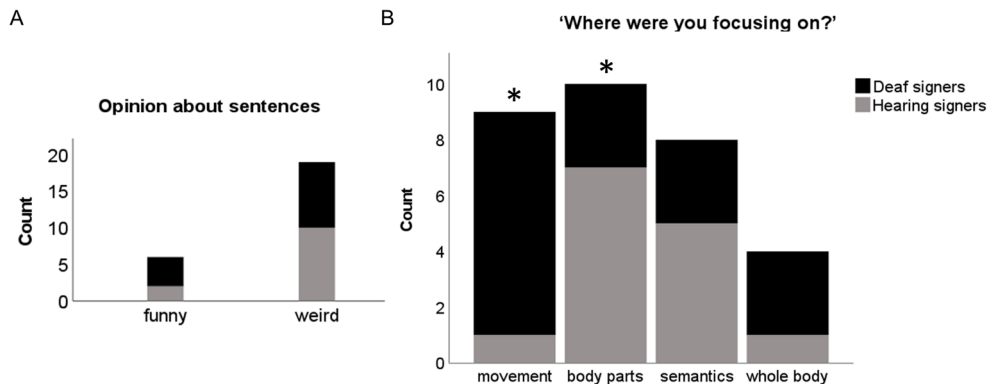 A
Opinion about sentences
Count
20
15
10
5
0
funny
weird
B
‘Where were you focusing on?’
Count
10
8
6
4
2
0
*
*
movement
body parts
semantics
whole body
Deaf signers
Hearing signers